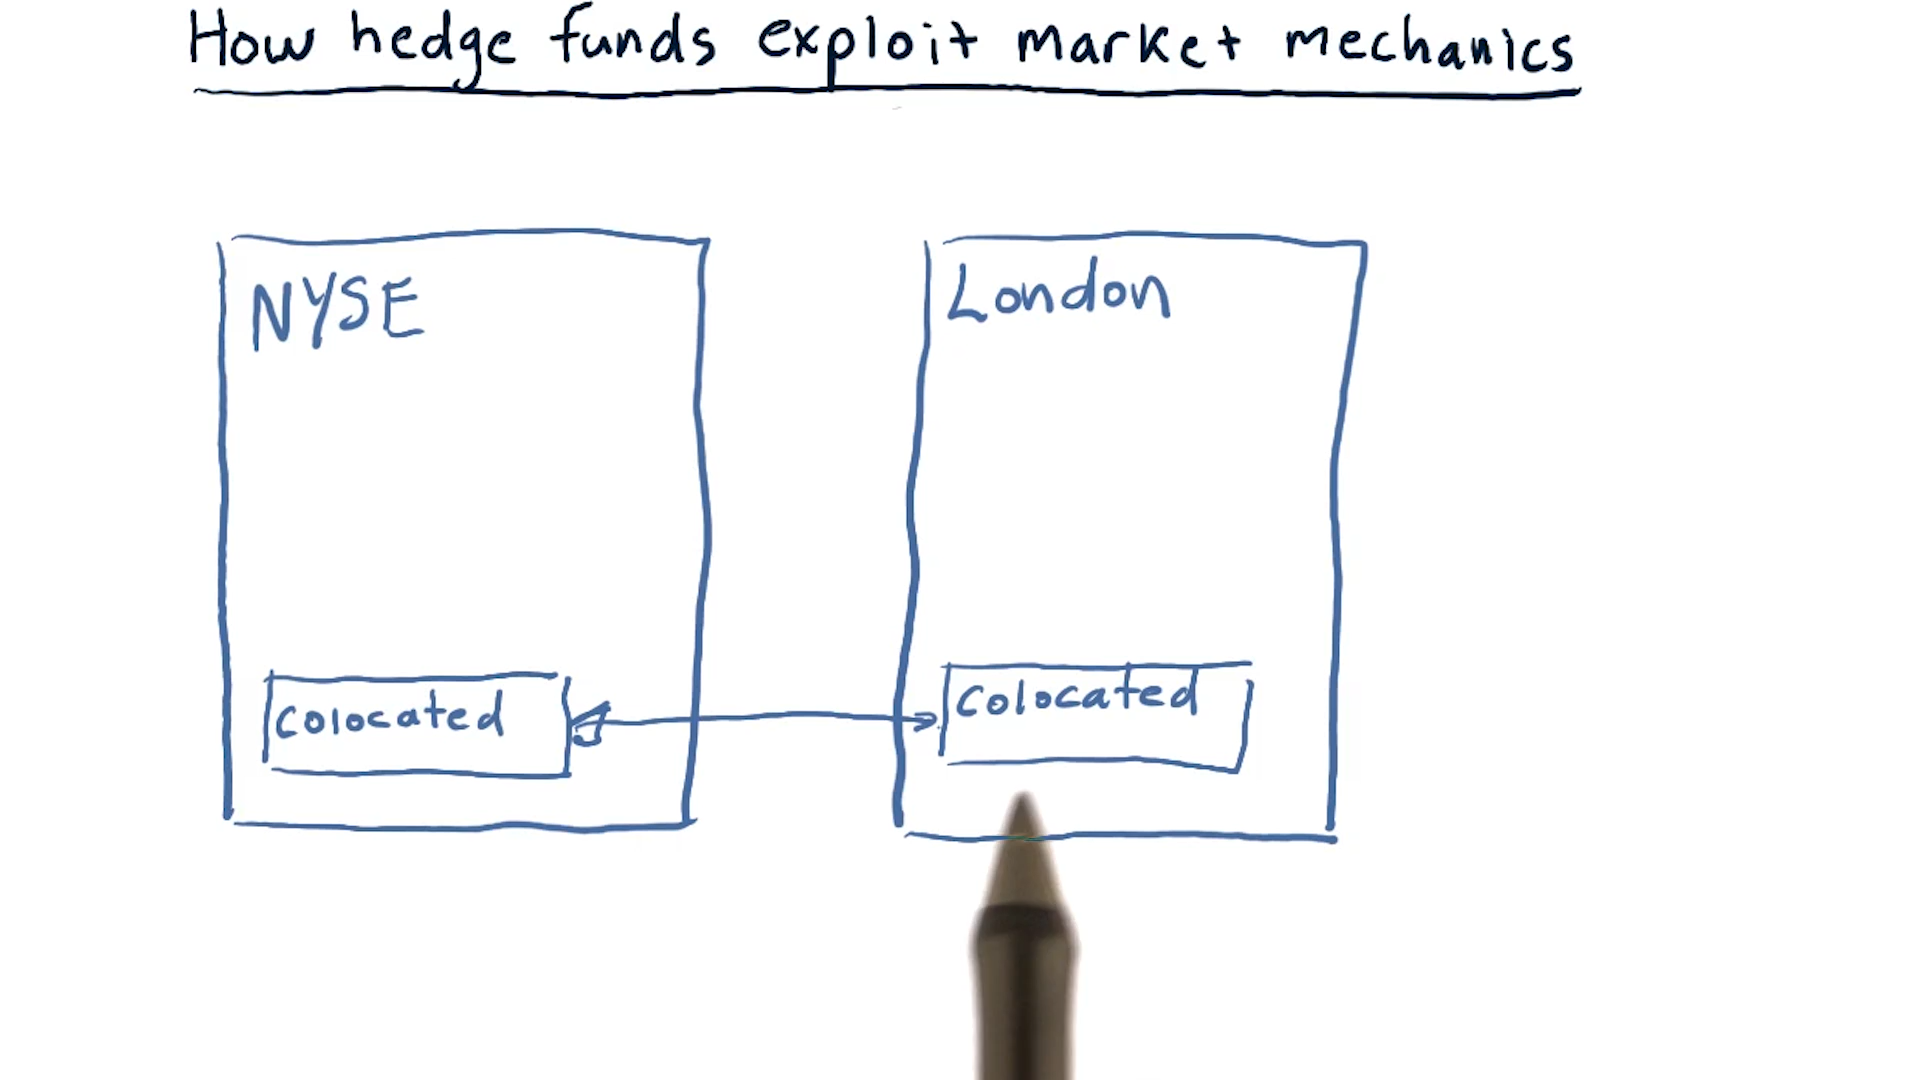 How hedge funds exploit market mechanics
NYSE
London
colocated
colocated